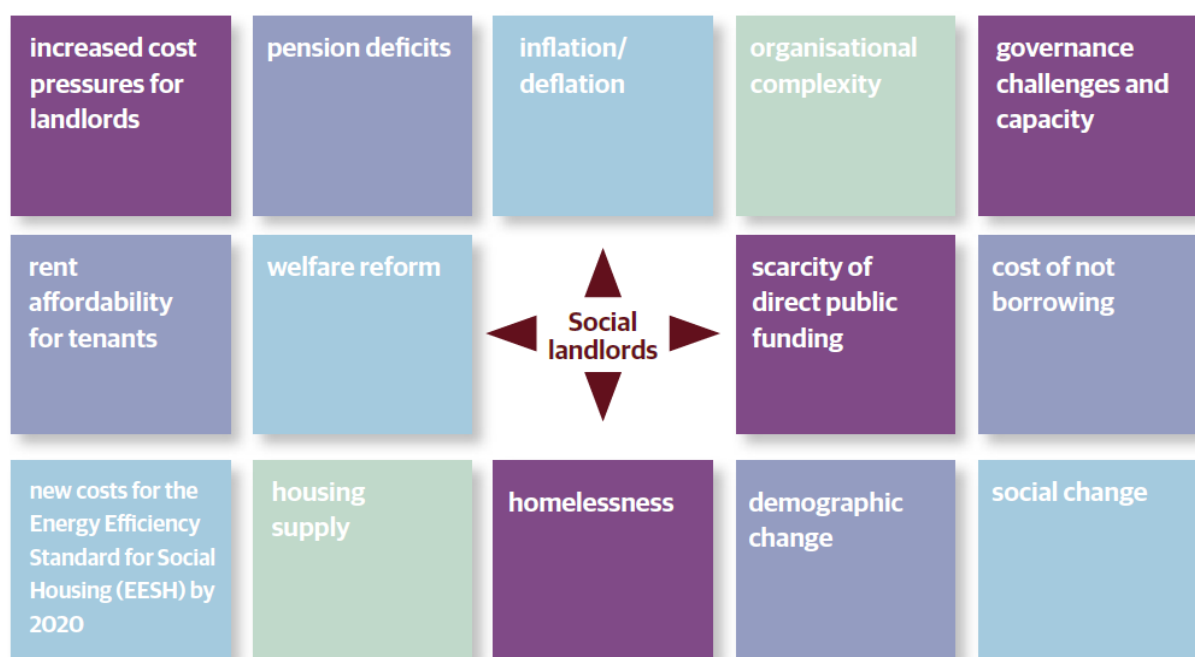 increased cost
pressures for
landlords
pension deficits
inflation/
deflation
organisational
complexity
governance
challenges and
capacity
rent
affordability
for tenants
welfare reform
Social
landlords
scarcity of
direct public
funding
cost of not
borrowing
new costs for the
Energy Efficiency
Standard for Social
Housing (EESH) by
2020
housing
supply
homelessness
demographic
change
social change